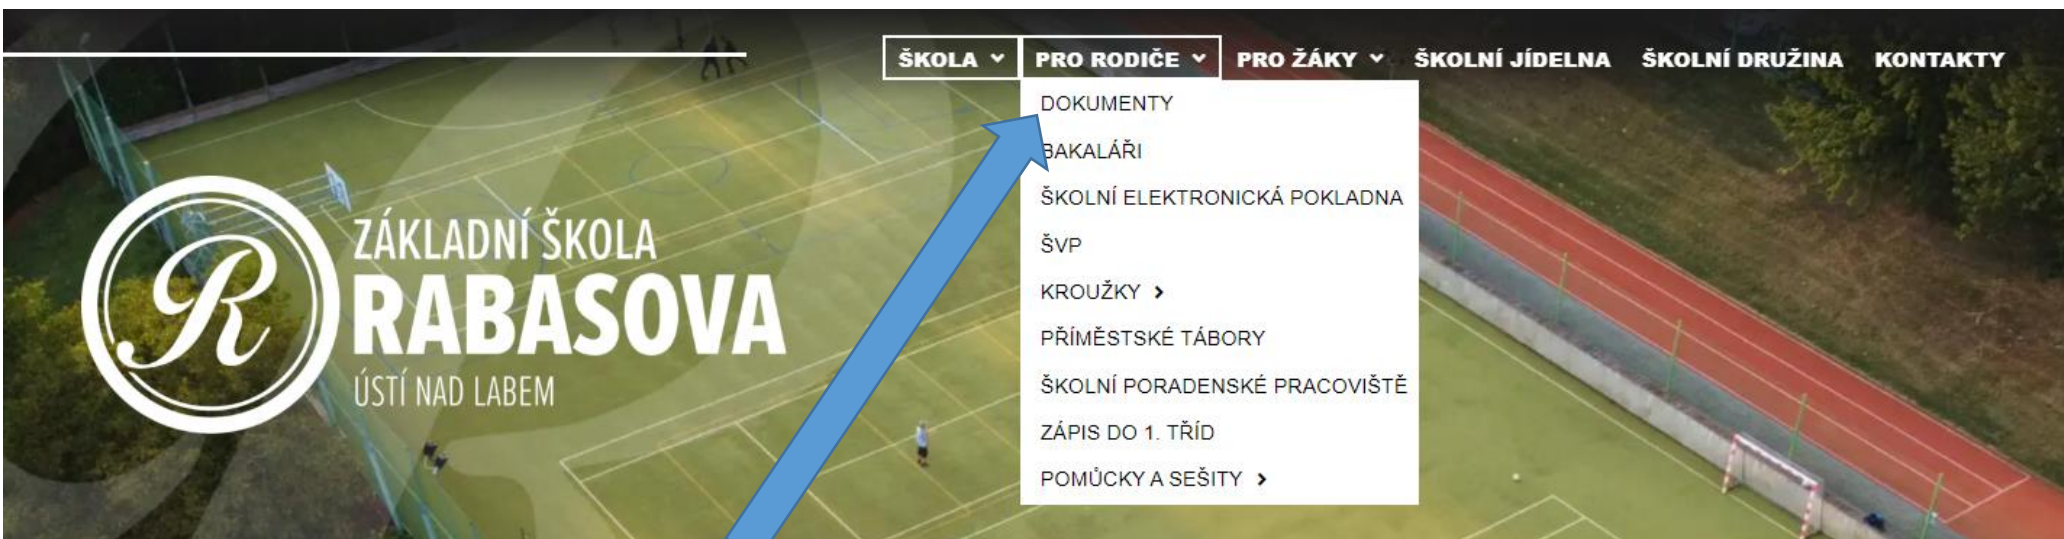 ŠKOLA PRO RODIČE PRO ŽÁKY ŠKOLNÍ JÍDELNA ŠKOLNÍ DRUŽINA KONTAKTY
DOKUMENTY
BAKALÁŘI
ŠKOLNÍ ELEKTRONICKÁ POKLADNA
ŠVP
KROUŽKY
PŘÍMĚSTSKÉ TÁBORY
ŠKOLNÍ PORADENSKÉ PRACOVIŠTĚ
ZÁPIS DO 1. TŘÍD
POMŮCKY A SEŠITY
R
ZÁKLADNÍ ŠKOLA
RABASOVA
ÚSTÍ NAD LABEM